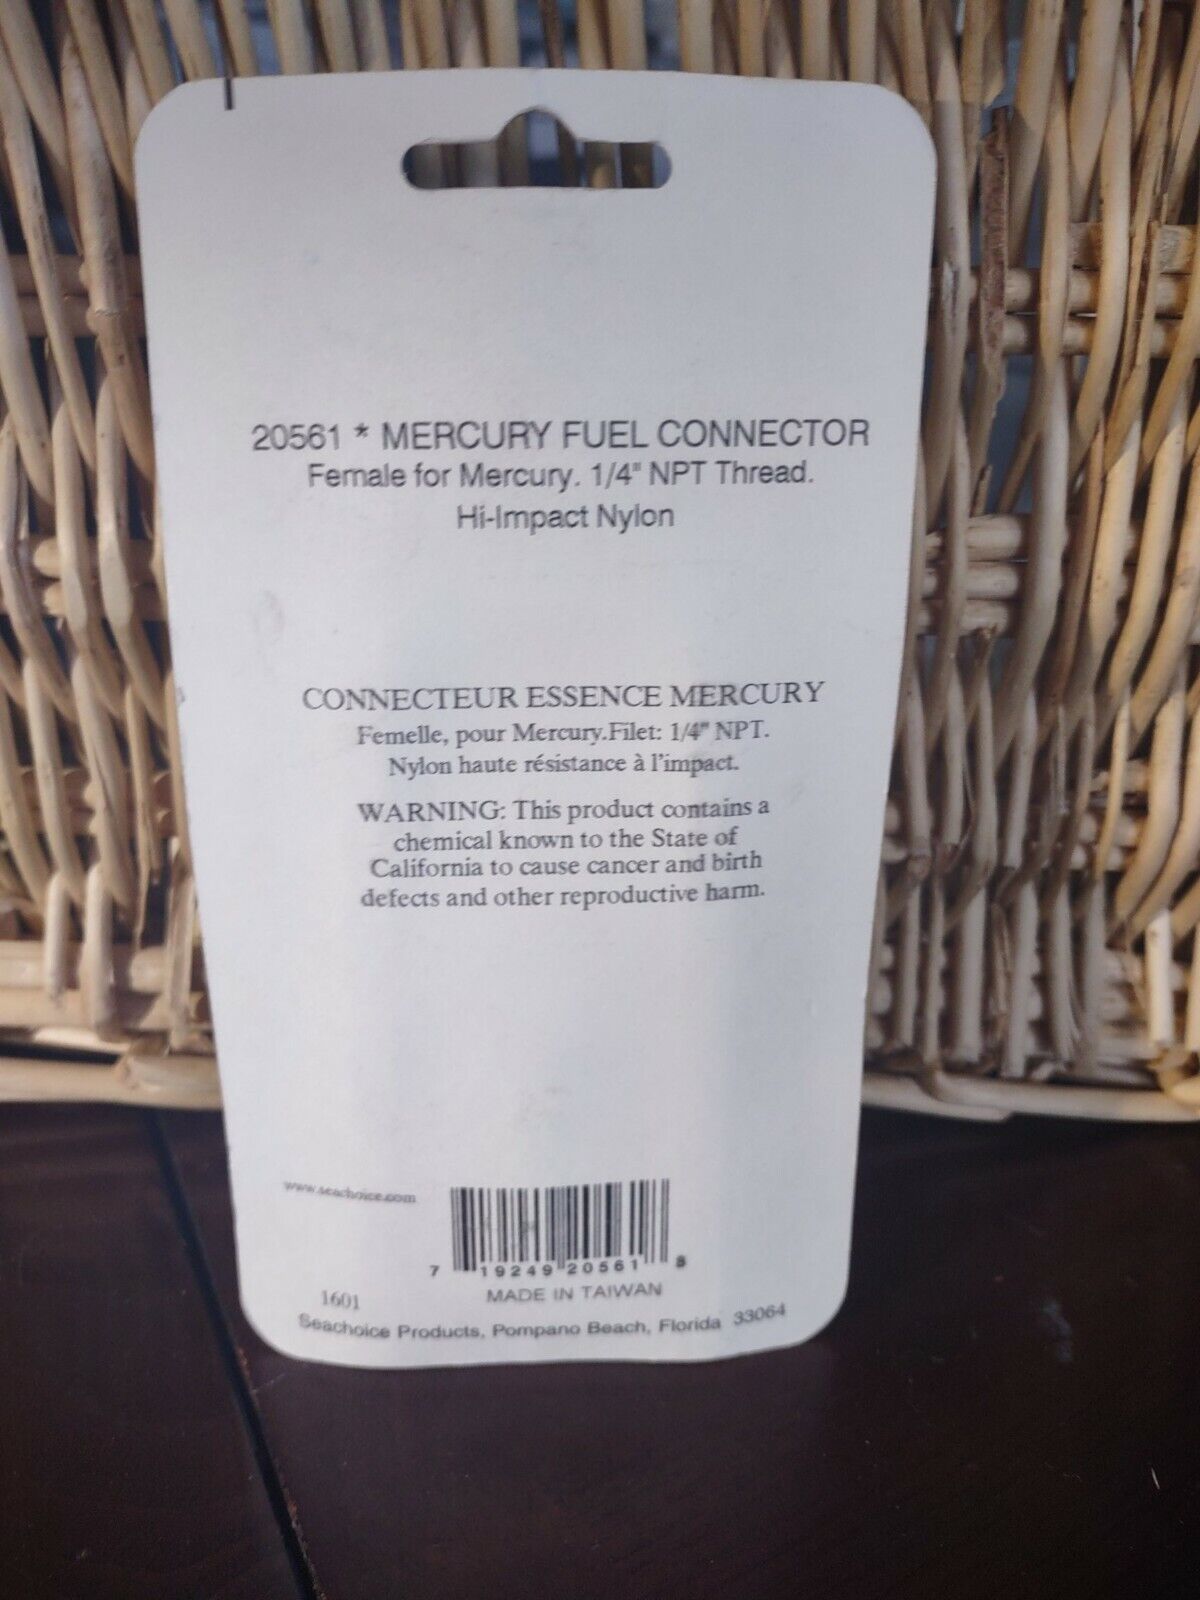 20561 * MERCURY FUEL CONNECTOR
Female for Mercury. 1/4" NPT Thread.
Hi-Impact Nylon
CONNECTEUR ESSENCE MERCURY
Femelle, pour Mercury.Filet: 1/4" NPT.
Nylon haute résistance à l'impact.
WARNING: This product contains a
chemical known to the State of
California to cause cancer and birth
defects and other reproductive harm.
www.seachoice.com
7 19249 20561 8
MADE IN TAIWAN
1601
Seachoice Products, Pompano Beach, Florida 33064